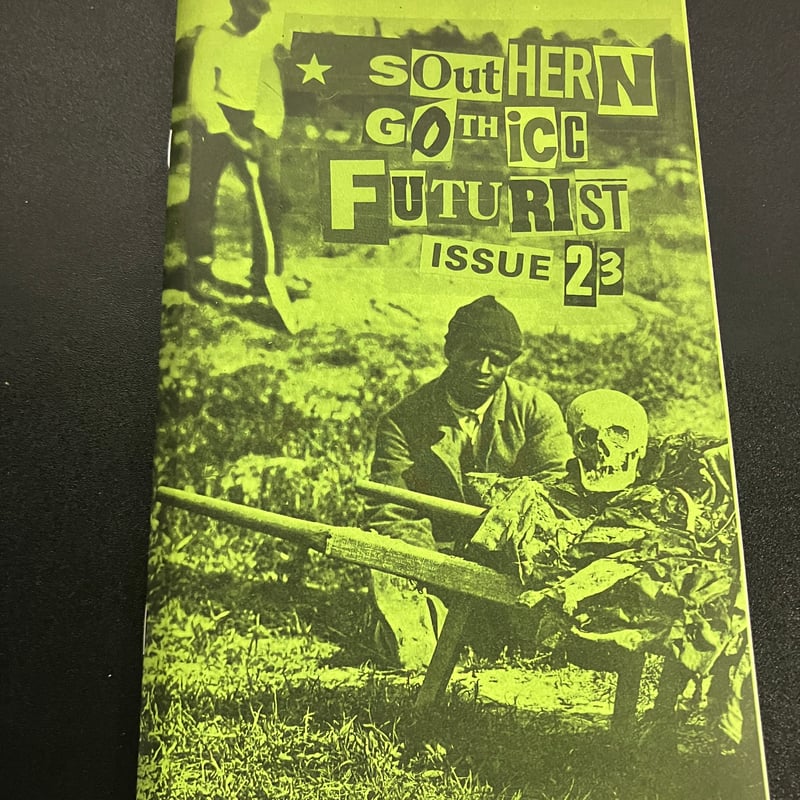 ★ SOutHERN
GOTHiCC
FUTURIST
ISSUE 23